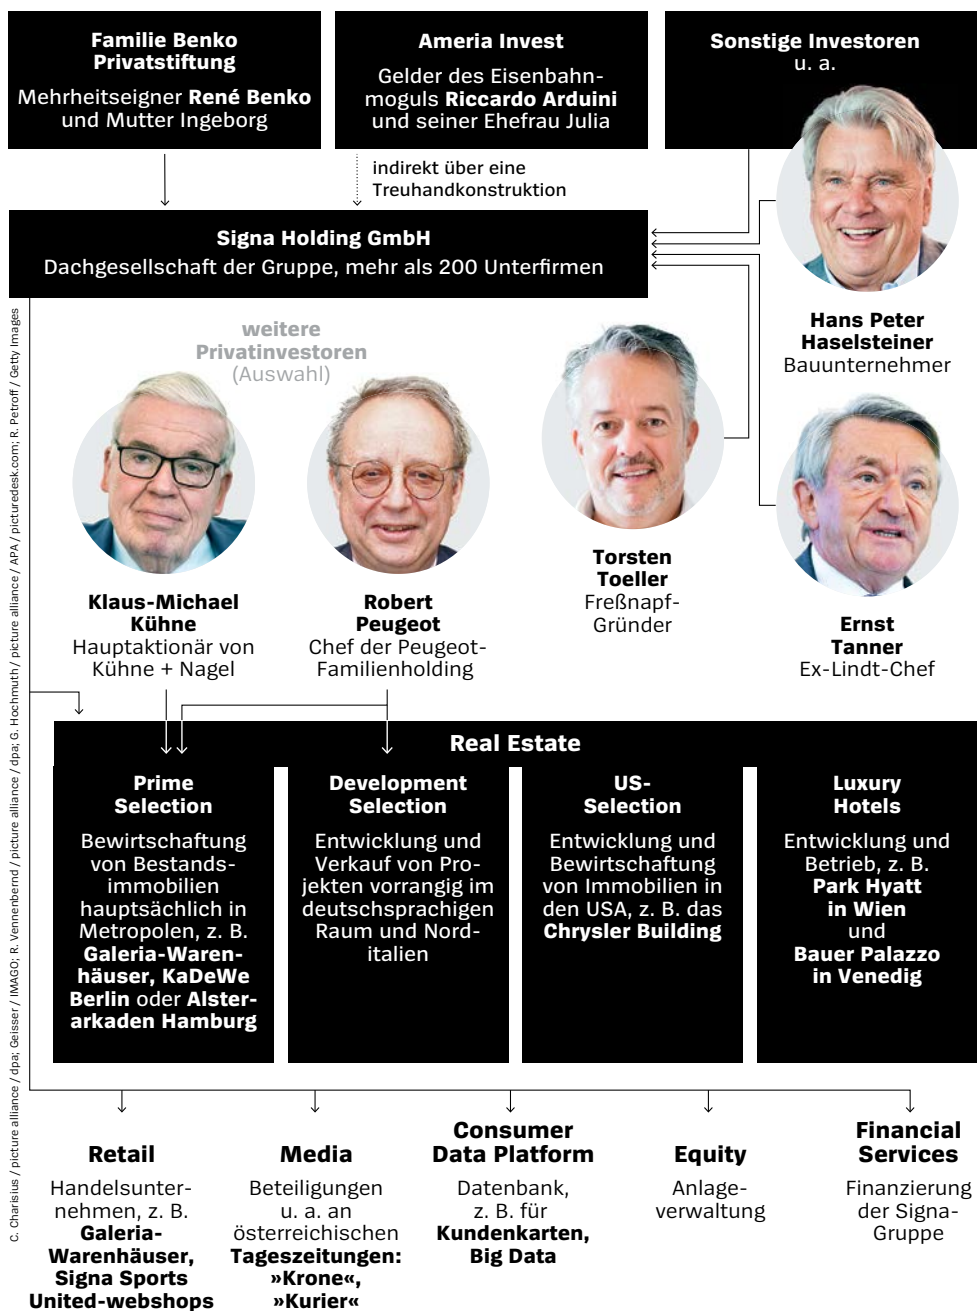 Familie Benko
Privatstiftung
Mehrheitseigner René Benko
und Mutter Ingeborg
Ameria Invest
Gelder des Eisenbahn-
moguls Riccardo Arduini
und seiner Ehefrau Julia
Sonstige Investoren
u. a.
indirekt über eine
Treuhandkonstruktion
Signa Holding GmbH
Dachgesellschaft der Gruppe, mehr als 200 Unterfirmen
Hans Peter
Haselsteiner
Bauunternehmer
weitere
Privatinvestoren
(Auswahl)
Klaus-Michael
Kühne
Hauptaktionär von
Kühne + Nagel
Robert
Peugeot
Chef der Peugeot-
Familienholding
Torsten
Toeller
Freßnapf-
Gründer
Ernst
Tanner
Ex-Lindt-Chef
Real Estate
Prime
Selection
Bewirtschaftung
von Bestands-
immobilien
hauptsächlich in
Metropolen, z. B.
Galeria-Waren-
häuser, KaDeWe
Berlin oder Alster-
arkaden Hamburg
Development
Selection
Entwicklung und
Verkauf von Pro-
jekten vorrangig im
deutschsprachigen
Raum und Nord-
italien
US-
Selection
Entwicklung und
Bewirtschaftung
von Immobilien in
den USA, z. B. das
Chrysler Building
Luxury
Hotels
Entwicklung und
Betrieb, z. B.
Park Hyatt
in Wien
und
Bauer Palazzo
in Venedig
Retail
Handelsunter-
nehmen, z. B.
Galeria-
Warenhäuser,
Signa Sports
United-webshops
Media
Beteiligungen
u. a. an
österreichischen
Tageszeitungen:
»Krone«,
»Kurier«
Consumer
Data Platform
Datenbank,
z. B. für
Kundenkarten,
Big Data
Equity
Anlage-
verwaltung
Financial
Services
Finanzierung
der Signa-
Gruppe
C. Charisius / picture alliance / dpa; Geisser / IMAGO; R. Vennenbernd / picture alliance / dpa; G. Hochmuth / picture alliance / APA / picturedesk.com; R. Petroff / Getty Images